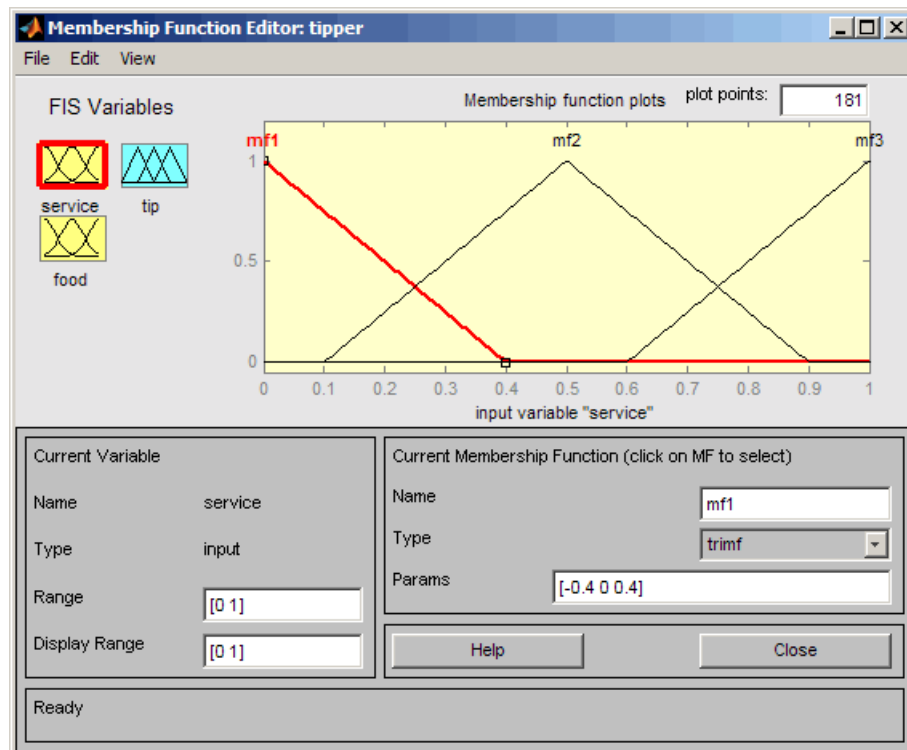 Membership Function Editor: tipper
File Edit View
FIS Variables
Membership function plots plot points: 181
service
tip
food
mf1 mf2 mf3
1
0.5
0
0 0.1 0.2 0.3 0.4 0.5 0.6 0.7 0.8 0.9 1
input variable "service"
Current Variable
Name service
Type input
Range [0 1]
Display Range [0 1]
Current Membership Function (click on MF to select)
Name mf1
Type trimf
Params [-0.4 0 0.4]
Help Close
Ready